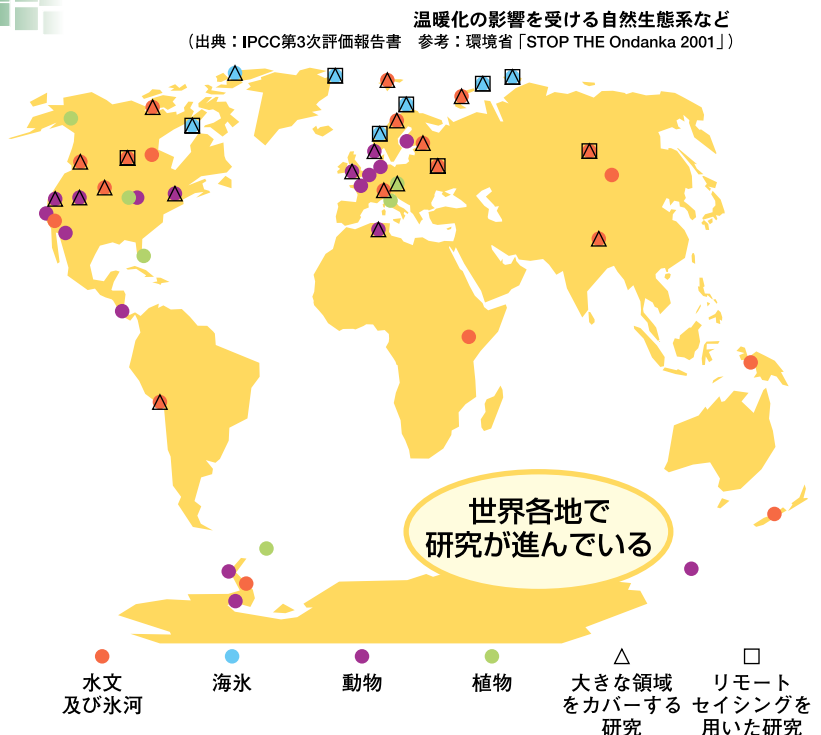 温暖化の影響を受ける自然生態系など
（出典：IPCC第3次評価報告書　参考：環境省「STOP THE Ondanka 2001」）
世界各地で
研究が進んでいる
水文
及び氷河
海氷
動物
植物
大きな領域
をカバーする
研究
リモート
セイシングを
用いた研究